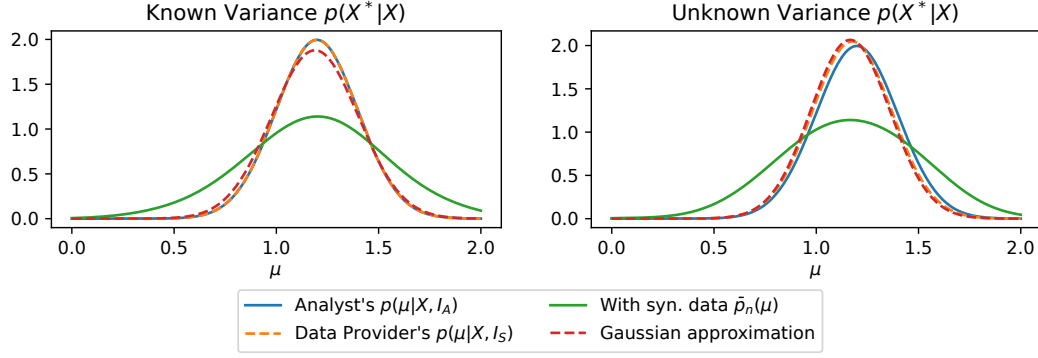 Known Variance p(X*|X)
2.0
1.5
1.0
0.5
0.0
0.0 0.5 1.0 1.5 2.0
μ
Unknown Variance p(X*|X)
2.0
1.5
1.0
0.5
0.0
0.0 0.5 1.0 1.5 2.0
μ
Analyst's p(μ|X, I_A)
Data Provider's p(μ|X, I_S)
With syn. data p̄_n(μ)
Gaussian approximation